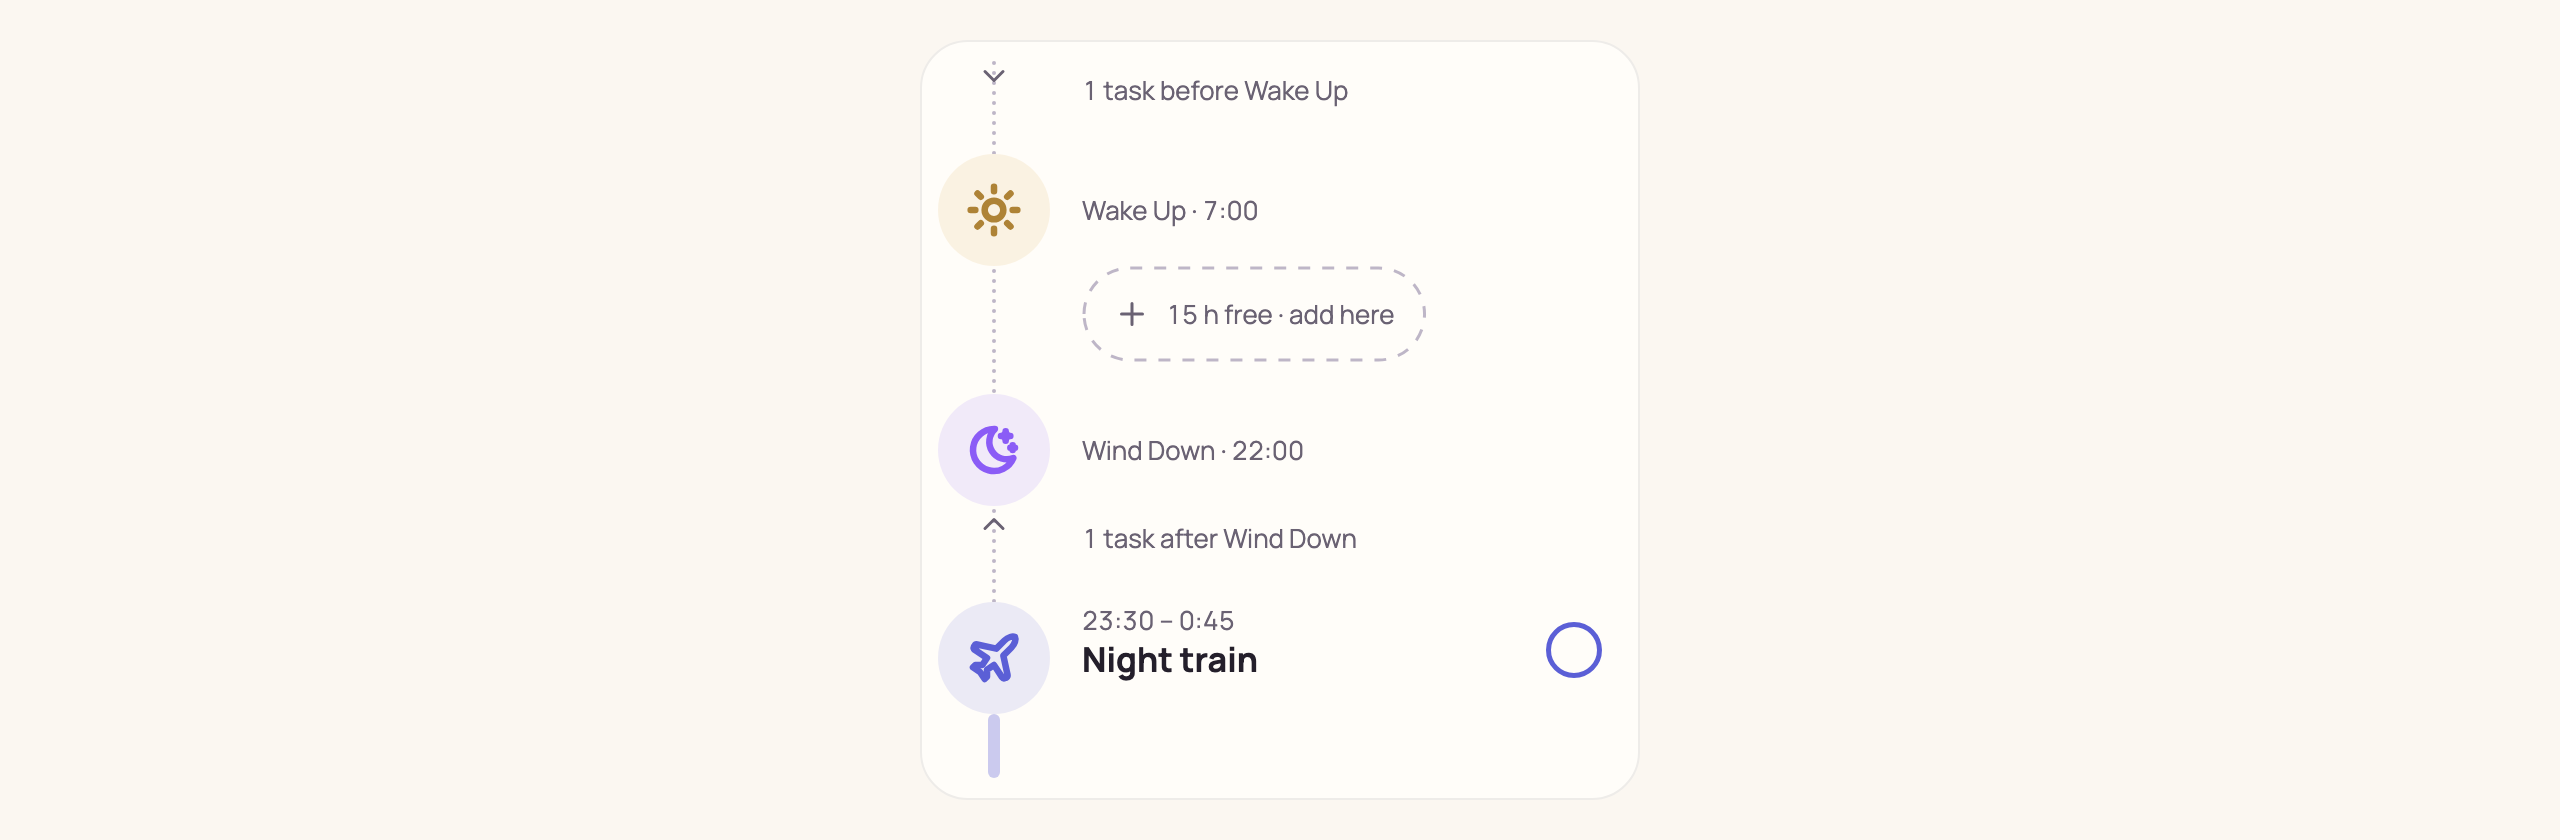 1 task before Wake Up
Wake Up · 7:00
15 h free · add here
Wind Down · 22:00
1 task after Wind Down
23:30 – 0:45
Night train